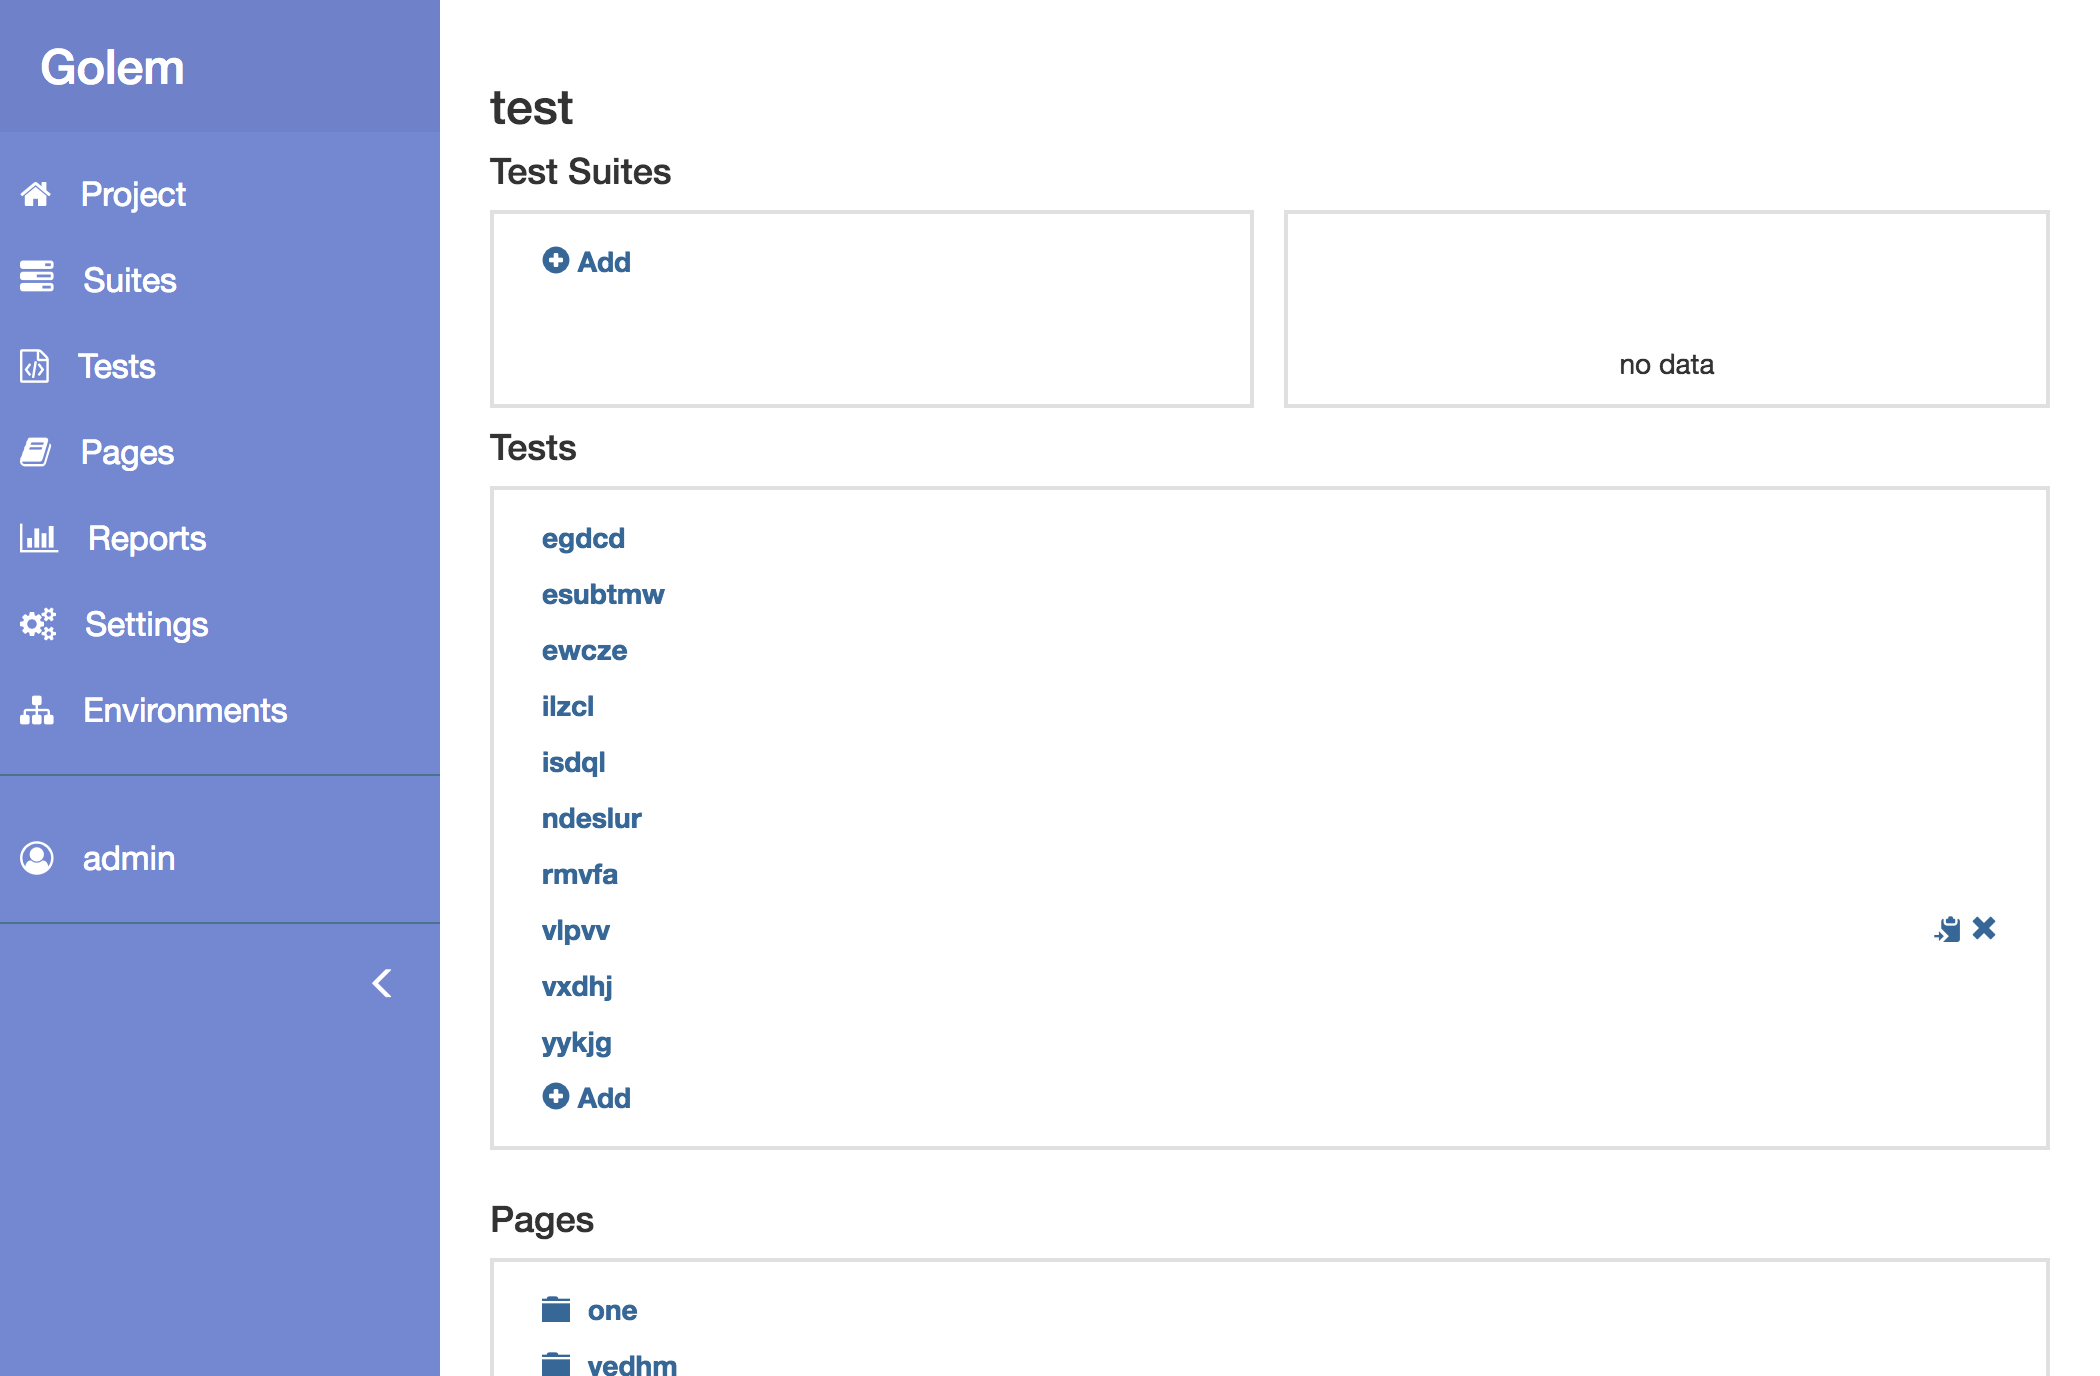 Golem
Project
Suites
Tests
Pages
Reports
Settings
Environments
admin
test
Test Suites
Add
no data
Tests
egdcd
esubtmw
ewcze
ilzcl
isdql
ndeslur
rmvfa
vlpvv
vxdhj
yykjg
Add
Pages
one
vedhm